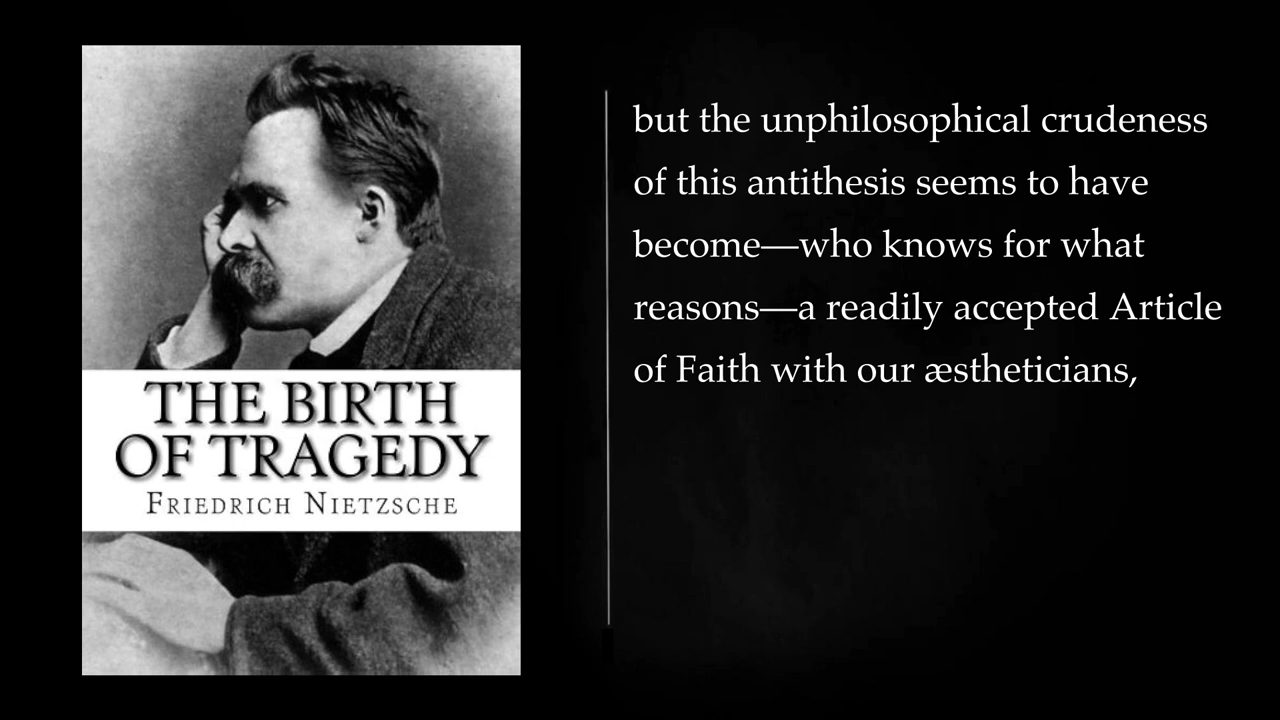 THE BIRTH
OF TRAGEDY
Friedrich Nietzsche
but the unphilosophical crudeness
of this antithesis seems to have
become—who knows for what
reasons—a readily accepted Article
of Faith with our æstheticians,